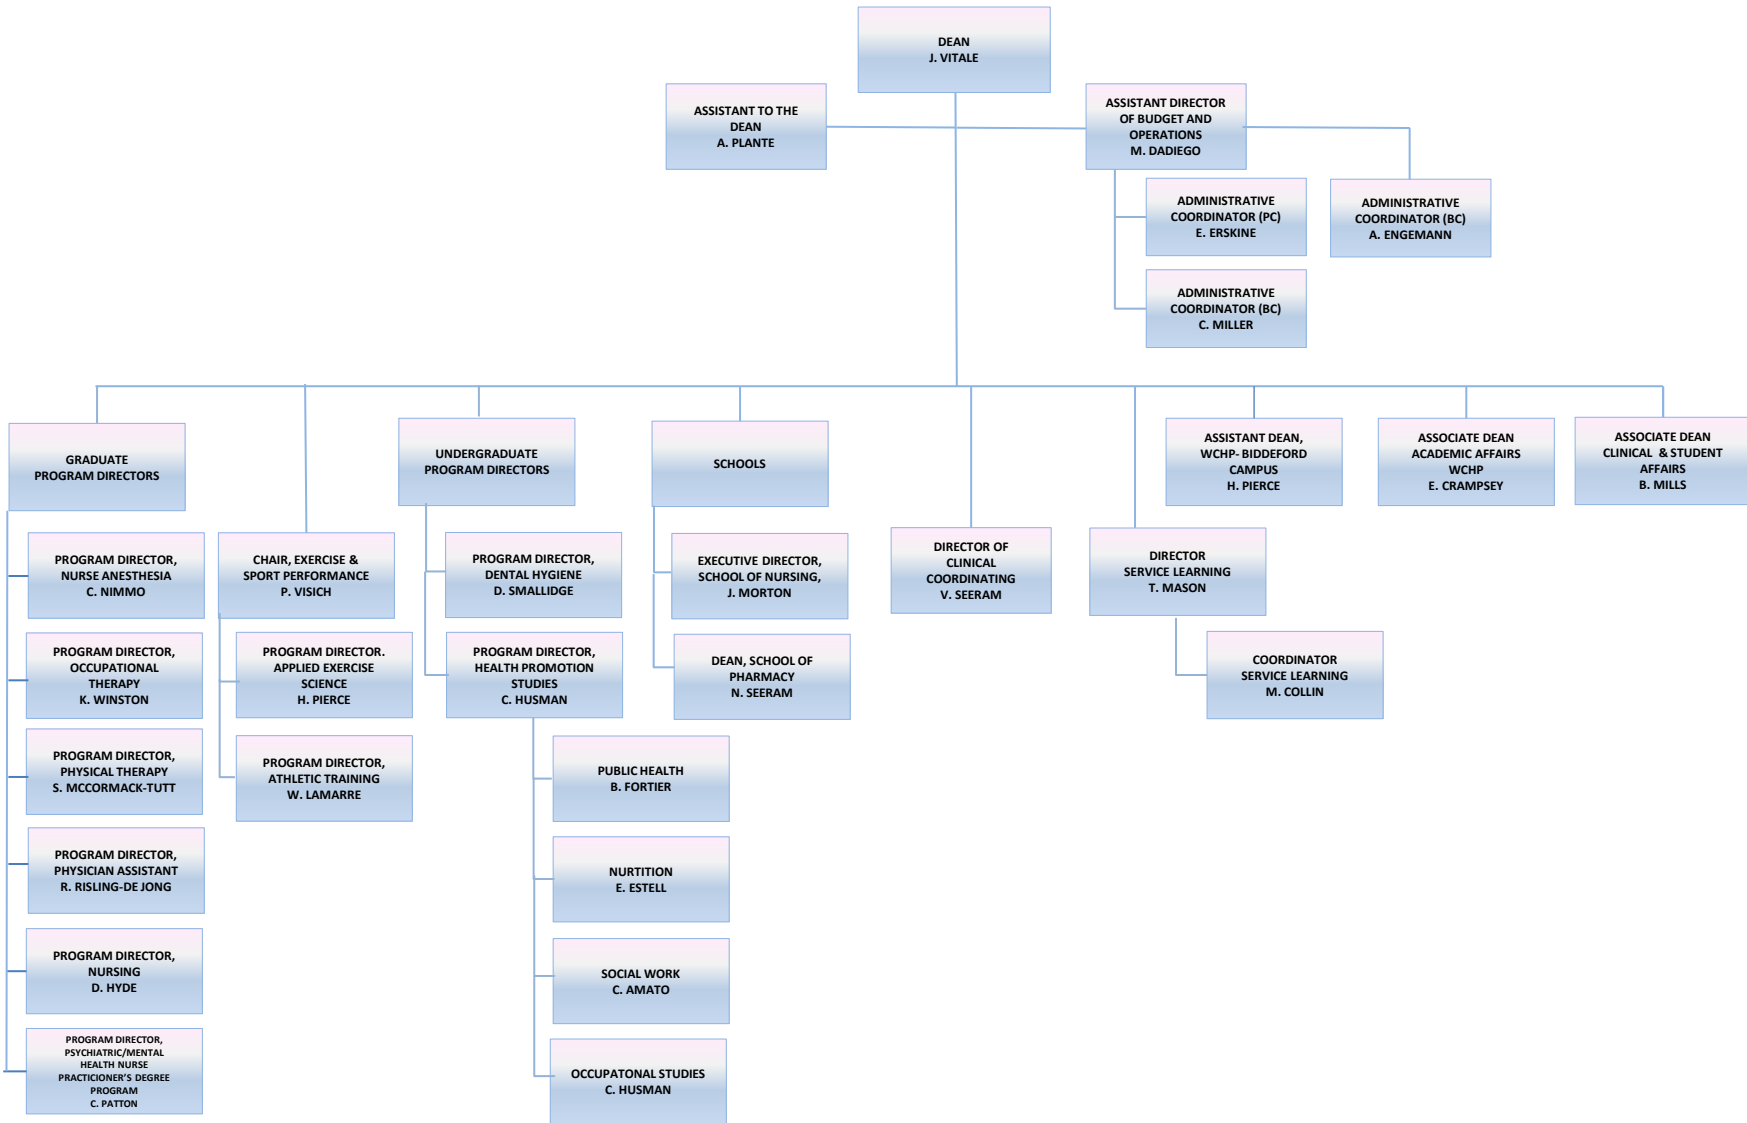 DEAN
J. VITALE
ASSISTANT TO THE
DEAN
A. PLANTE
ASSISTANT DIRECTOR
OF BUDGET AND
OPERATIONS
M. DADIEGO
ADMINISTRATIVE
COORDINATOR (PC)
E. ERSKINE
ADMINISTRATIVE
COORDINATOR (BC)
A. ENGEMANN
ADMINISTRATIVE
COORDINATOR (BC)
C. MILLER
GRADUATE
PROGRAM DIRECTORS
UNDERGRADUATE
PROGRAM DIRECTORS
SCHOOLS
ASSISTANT DEAN,
WCHP- BIDDEFORD
CAMPUS
H. PIERCE
ASSOCIATE DEAN
ACADEMIC AFFAIRS
WCHP
E. CRAMPSEY
ASSOCIATE DEAN
CLINICAL & STUDENT
AFFAIRS
B. MILLS
PROGRAM DIRECTOR,
NURSE ANESTHESIA
C. NIMMO
CHAIR, EXERCISE &
SPORT PERFORMANCE
P. VISICH
PROGRAM DIRECTOR,
DENTAL HYGIENE
D. SMALLIDGE
EXECUTIVE DIRECTOR,
SCHOOL OF NURSING,
J. MORTON
DIRECTOR OF
CLINICAL
COORDINATING
V. SEERAM
DIRECTOR
SERVICE LEARNING
T. MASON
PROGRAM DIRECTOR,
OCCUPATIONAL
THERAPY
K. WINSTON
PROGRAM DIRECTOR.
APPLIED EXERCISE
SCIENCE
H. PIERCE
PROGRAM DIRECTOR,
HEALTH PROMOTION
STUDIES
C. HUSMAN
DEAN, SCHOOL OF
PHARMACY
N. SEERAM
COORDINATOR
SERVICE LEARNING
M. COLLIN
PROGRAM DIRECTOR,
PHYSICAL THERAPY
S. MCCORMACK-TUTT
PROGRAM DIRECTOR,
ATHLETIC TRAINING
W. LAMARRE
PUBLIC HEALTH
B. FORTIER
PROGRAM DIRECTOR,
PHYSICIAN ASSISTANT
R. RISLING-DE JONG
NURTITION
E. ESTELL
PROGRAM DIRECTOR,
NURSING
D. HYDE
SOCIAL WORK
C. AMATO
PROGRAM DIRECTOR,
PSYCHIATRIC/MENTAL
HEALTH NURSE
PRACTICIONER'S DEGREE
PROGRAM
C. PATTON
OCCUPATONAL STUDIES
C. HUSMAN